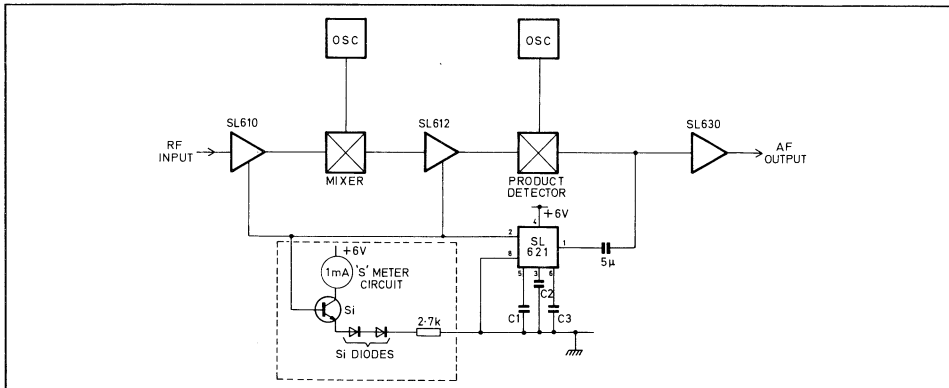 OSC
OSC
SL610
SL612
SL630
RF
INPUT
AF
OUTPUT
MIXER
PRODUCT
DETECTOR
+6V
4
2
SL
621
1
8
5µ
5
3
6
C2
C1
C3
+6V
1mA
'S' METER
CIRCUIT
Si
2·7k
Si DIODES